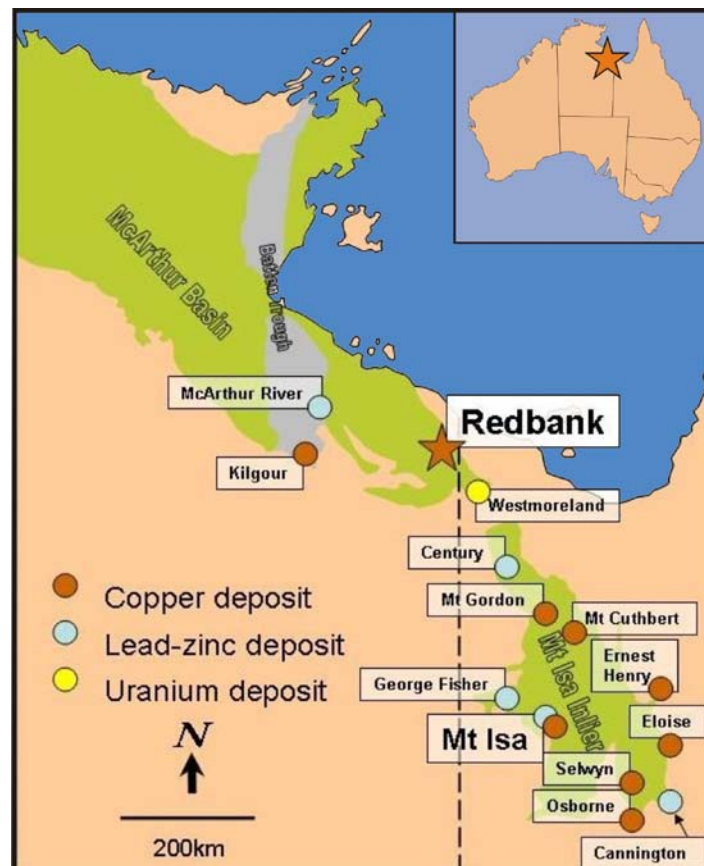 McArthur Basin
Batten Trough
McArthur River
Redbank
Kilgour
Westmoreland
Century
Copper deposit
Mt Gordon
Mt Cuthbert
Lead-zinc deposit
Ernest
Henry
Uranium deposit
George Fisher
Mt Isa Inlier
Eloise
N
Mt Isa
Selwyn
Osborne
200km
Cannington